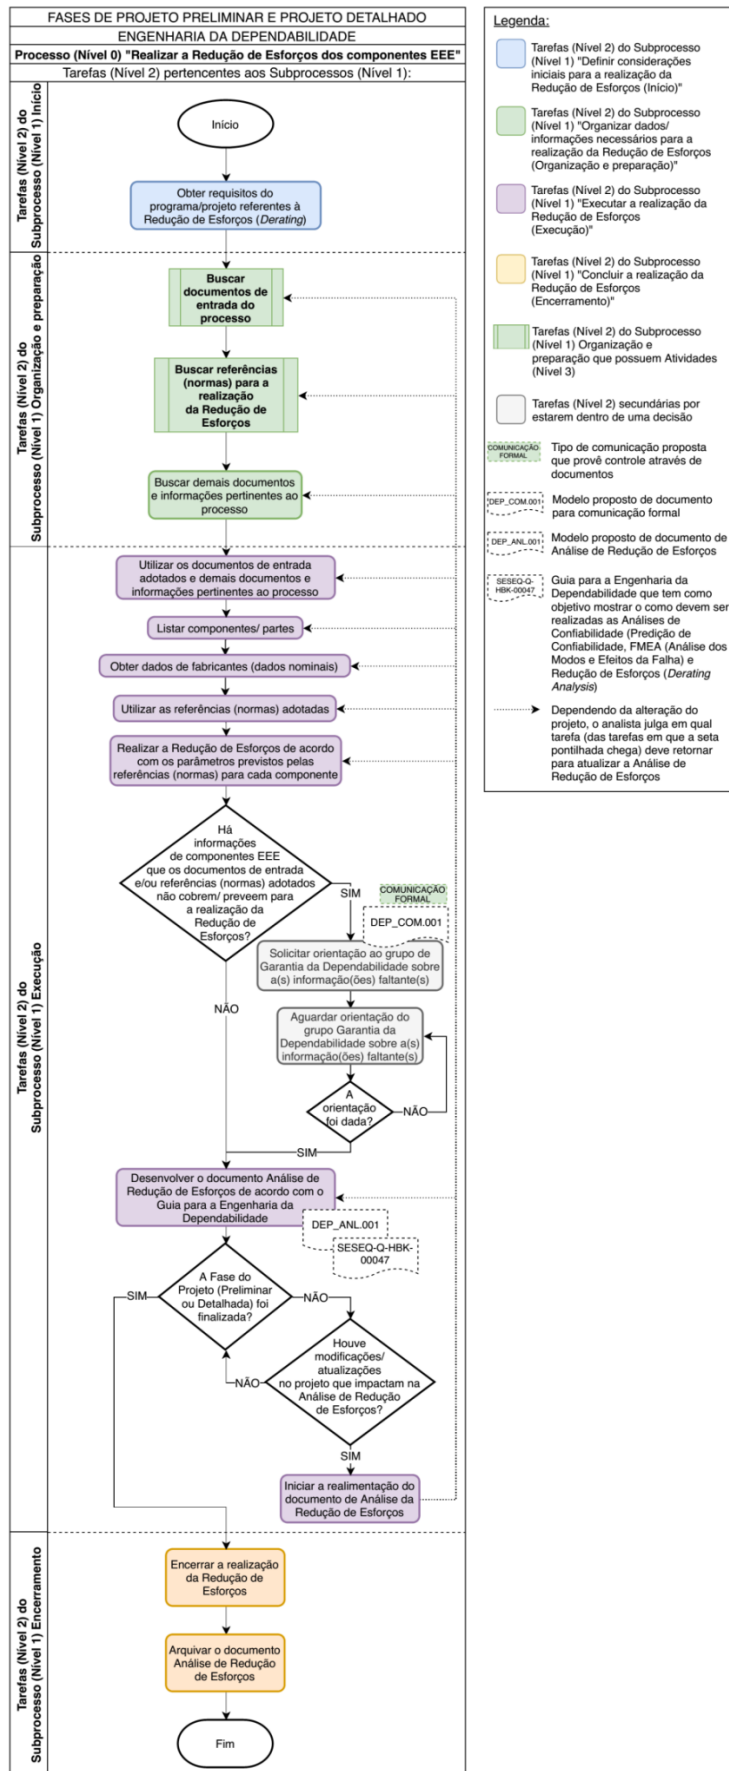 FASES DE PROJETO PRELIMINAR E PROJETO DETALHADO
ENGENHARIA DA DEPENDABILIDADE
Processo (Nível 0) "Realizar a Redução de Esforços dos componentes EEE"
Tarefas (Nível 2) pertencentes aos Subprocessos (Nível 1):
Tarefas (Nível 2) do
Subprocesso (Nível 1) Início
Início
Obter requisitos do
programa/projeto referentes à
Redução de Esforços (Derating)
Tarefas (Nível 2) do
Subprocesso (Nível 1) Organização e preparação
Buscar
documentos de
entrada do
processo
Buscar referências
(normas) para a
realização
da Redução de
Esforços
Buscar demais documentos
e informações pertinentes ao
processo
Tarefas (Nível 2) do
Subprocesso (Nível 1) Execução
Utilizar os documentos de entrada
adotados e demais documentos e
informações pertinentes ao processo
Listar componentes/ partes
Obter dados de fabricantes (dados nominais)
Utilizar as referências (normas) adotadas
Realizar a Redução de Esforços de acordo
com os parâmetros previstos pelas
referências (normas) para cada componente
Há
informações
de componentes EEE
que os documentos de entrada
e/ou referências (normas) adotados
não cobrem/ preveem para
a realização da
Redução de
Esforços?
SIM
COMUNICAÇÃO
FORMAL
DEP_COM.001
Solicitar orientação ao grupo de
Garantia da Dependabilidade sobre
a(s) informação(ões) faltante(s)
NÃO
Aguardar orientação do
grupo Garantia da
Dependabilidade sobre a(s)
informação(ões) faltante(s)
A
orientação
foi dada?
NÃO
SIM
Desenvolver o documento Análise de
Redução de Esforços de acordo com o
Guia para a Engenharia da
Dependabilidade
DEP_ANL.001
SESEQ-Q-HBK-
00047
A Fase do
Projeto (Preliminar
ou Detalhada) foi
finalizada?
SIM
NÃO
Houve
modificações/
atualizações
no projeto que impactam na
Análise de Redução
de Esforços?
NÃO
SIM
Iniciar a realimentação do
documento de Análise da
Redução de Esforços
Tarefas (Nível 2) do
Subprocesso (Nível 1) Encerramento
Encerrar a realização
da Redução de
Esforços
Arquivar o documento
Análise de Redução
de Esforços
Fim
Legenda:
Tarefas (Nível 2) do Subprocesso
(Nível 1) "Definir considerações
iniciais para a realização da
Redução de Esforços (Início)"
Tarefas (Nível 2) do Subprocesso
(Nível 1) "Organizar dados/
informações necessários para a
realização da Redução de Esforços
(Organização e preparação)"
Tarefas (Nível 2) do Subprocesso
(Nível 1) "Executar a realização da
Redução de Esforços
(Execução)"
Tarefas (Nível 2) do Subprocesso
(Nível 1) "Concluir a realização da
Redução de Esforços
(Encerramento)"
Tarefas (Nível 2) do Subprocesso
(Nível 1) Organização e
preparação que possuem Atividades
(Nível 3)
Tarefas (Nível 2) secundárias por
estarem dentro de uma decisão
COMUNICAÇÃO
FORMAL
Tipo de comunicação proposta
que provê controle através de
documentos
DEP_COM.001
Modelo proposto de documento
para comunicação formal
DEP_ANL.001
Modelo proposto de documento de
Análise de Redução de Esforços
SESEQ-Q-
HBK-00047
Guia para a Engenharia da
Dependabilidade que tem como
objetivo mostrar o como devem ser
realizadas as Análises de
Confiabilidade (Predição de
Confiabilidade, FMEA (Análise dos
Modos e Efeitos da Falha) e
Redução de Esforços (Derating
Analysis)
Dependendo da alteração do
projeto, o analista julga em qual
tarefa (das tarefas em que a seta
pontilhada chega) deve retornar
para atualizar a Análise de
Redução de Esforços